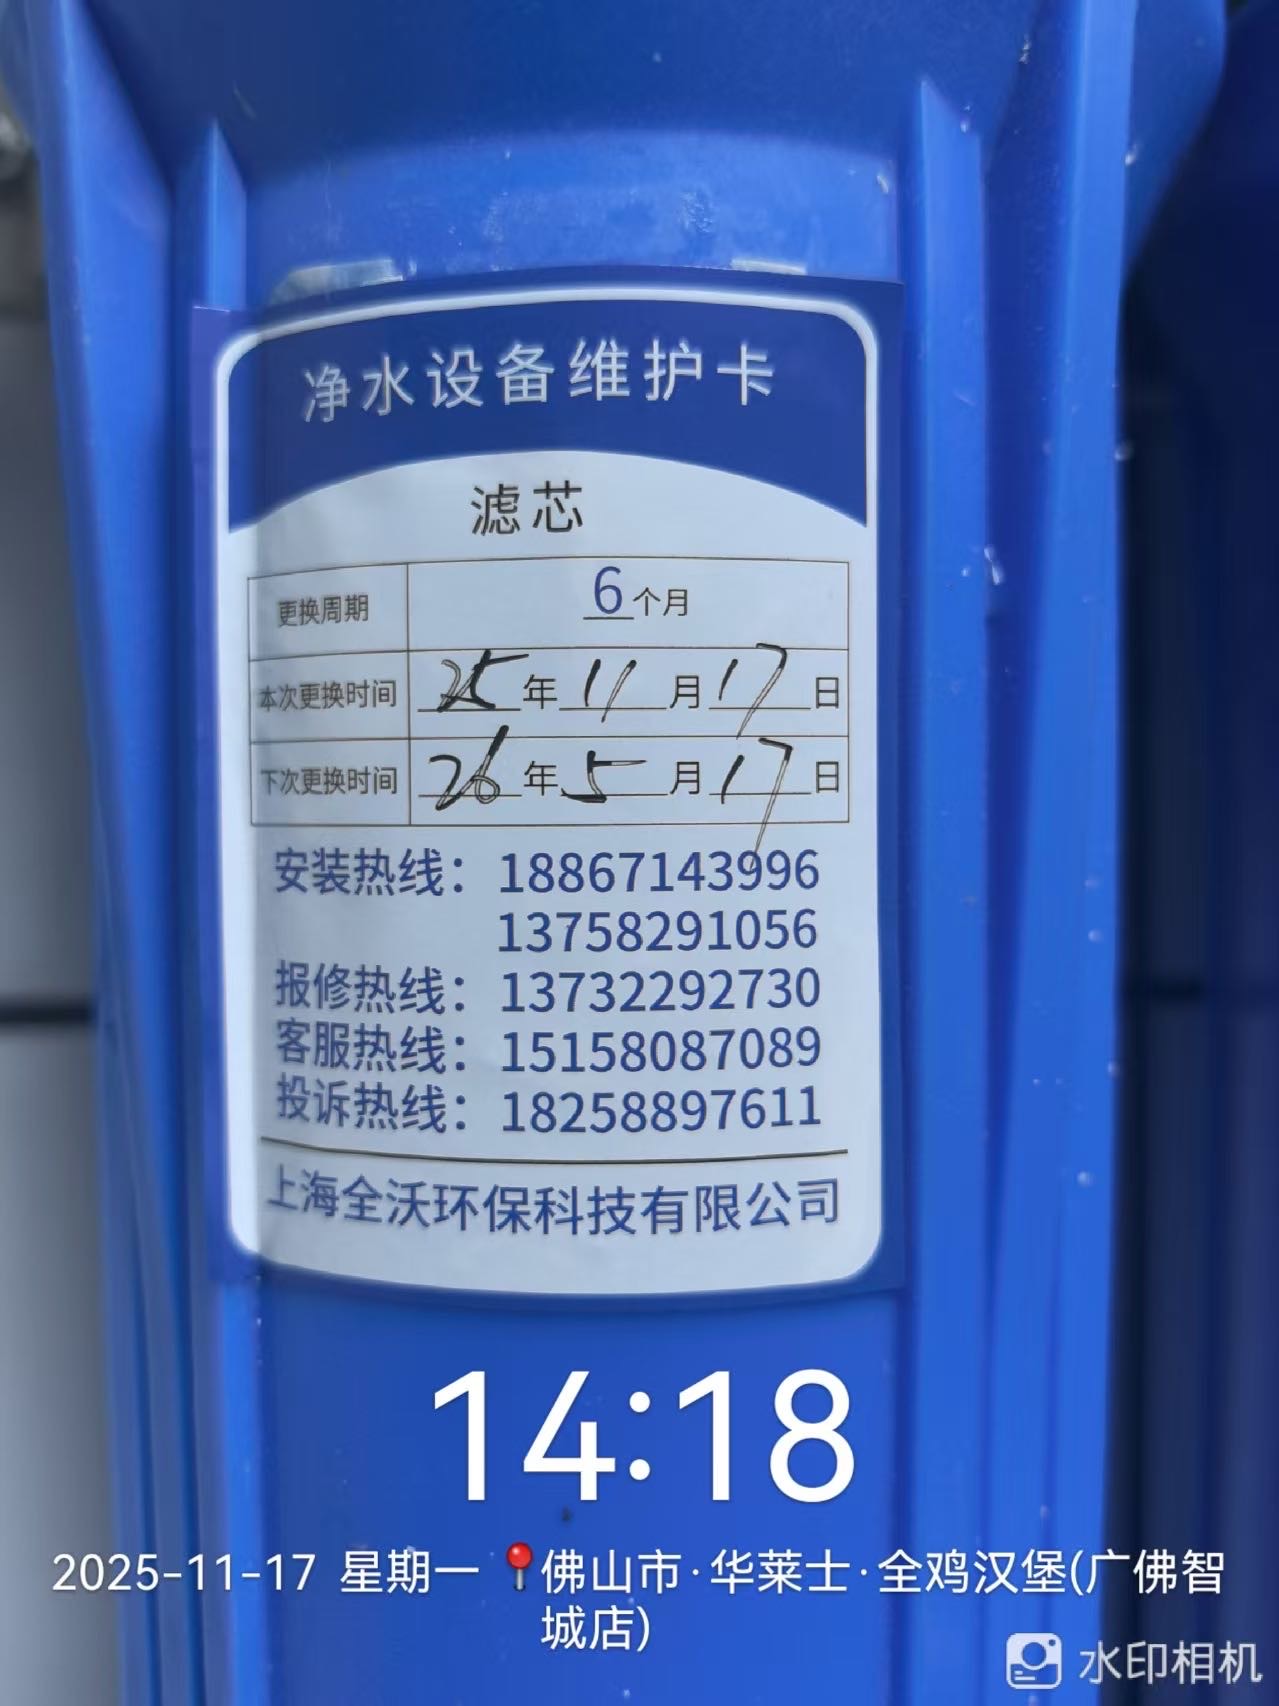 净水设备维护卡
滤芯
更换周期 6个月
本次更换时间 25年11月17日
下次更换时间 26年5月17日
安装热线：18867143996
13758291056
报修热线：13732292730
客服热线：15158087089
投诉热线：18258897611
上海全沃环保科技有限公司
14:18
2025-11-17 星期一 佛山市·华莱士·全鸡汉堡(广佛智
城店)
水印相机